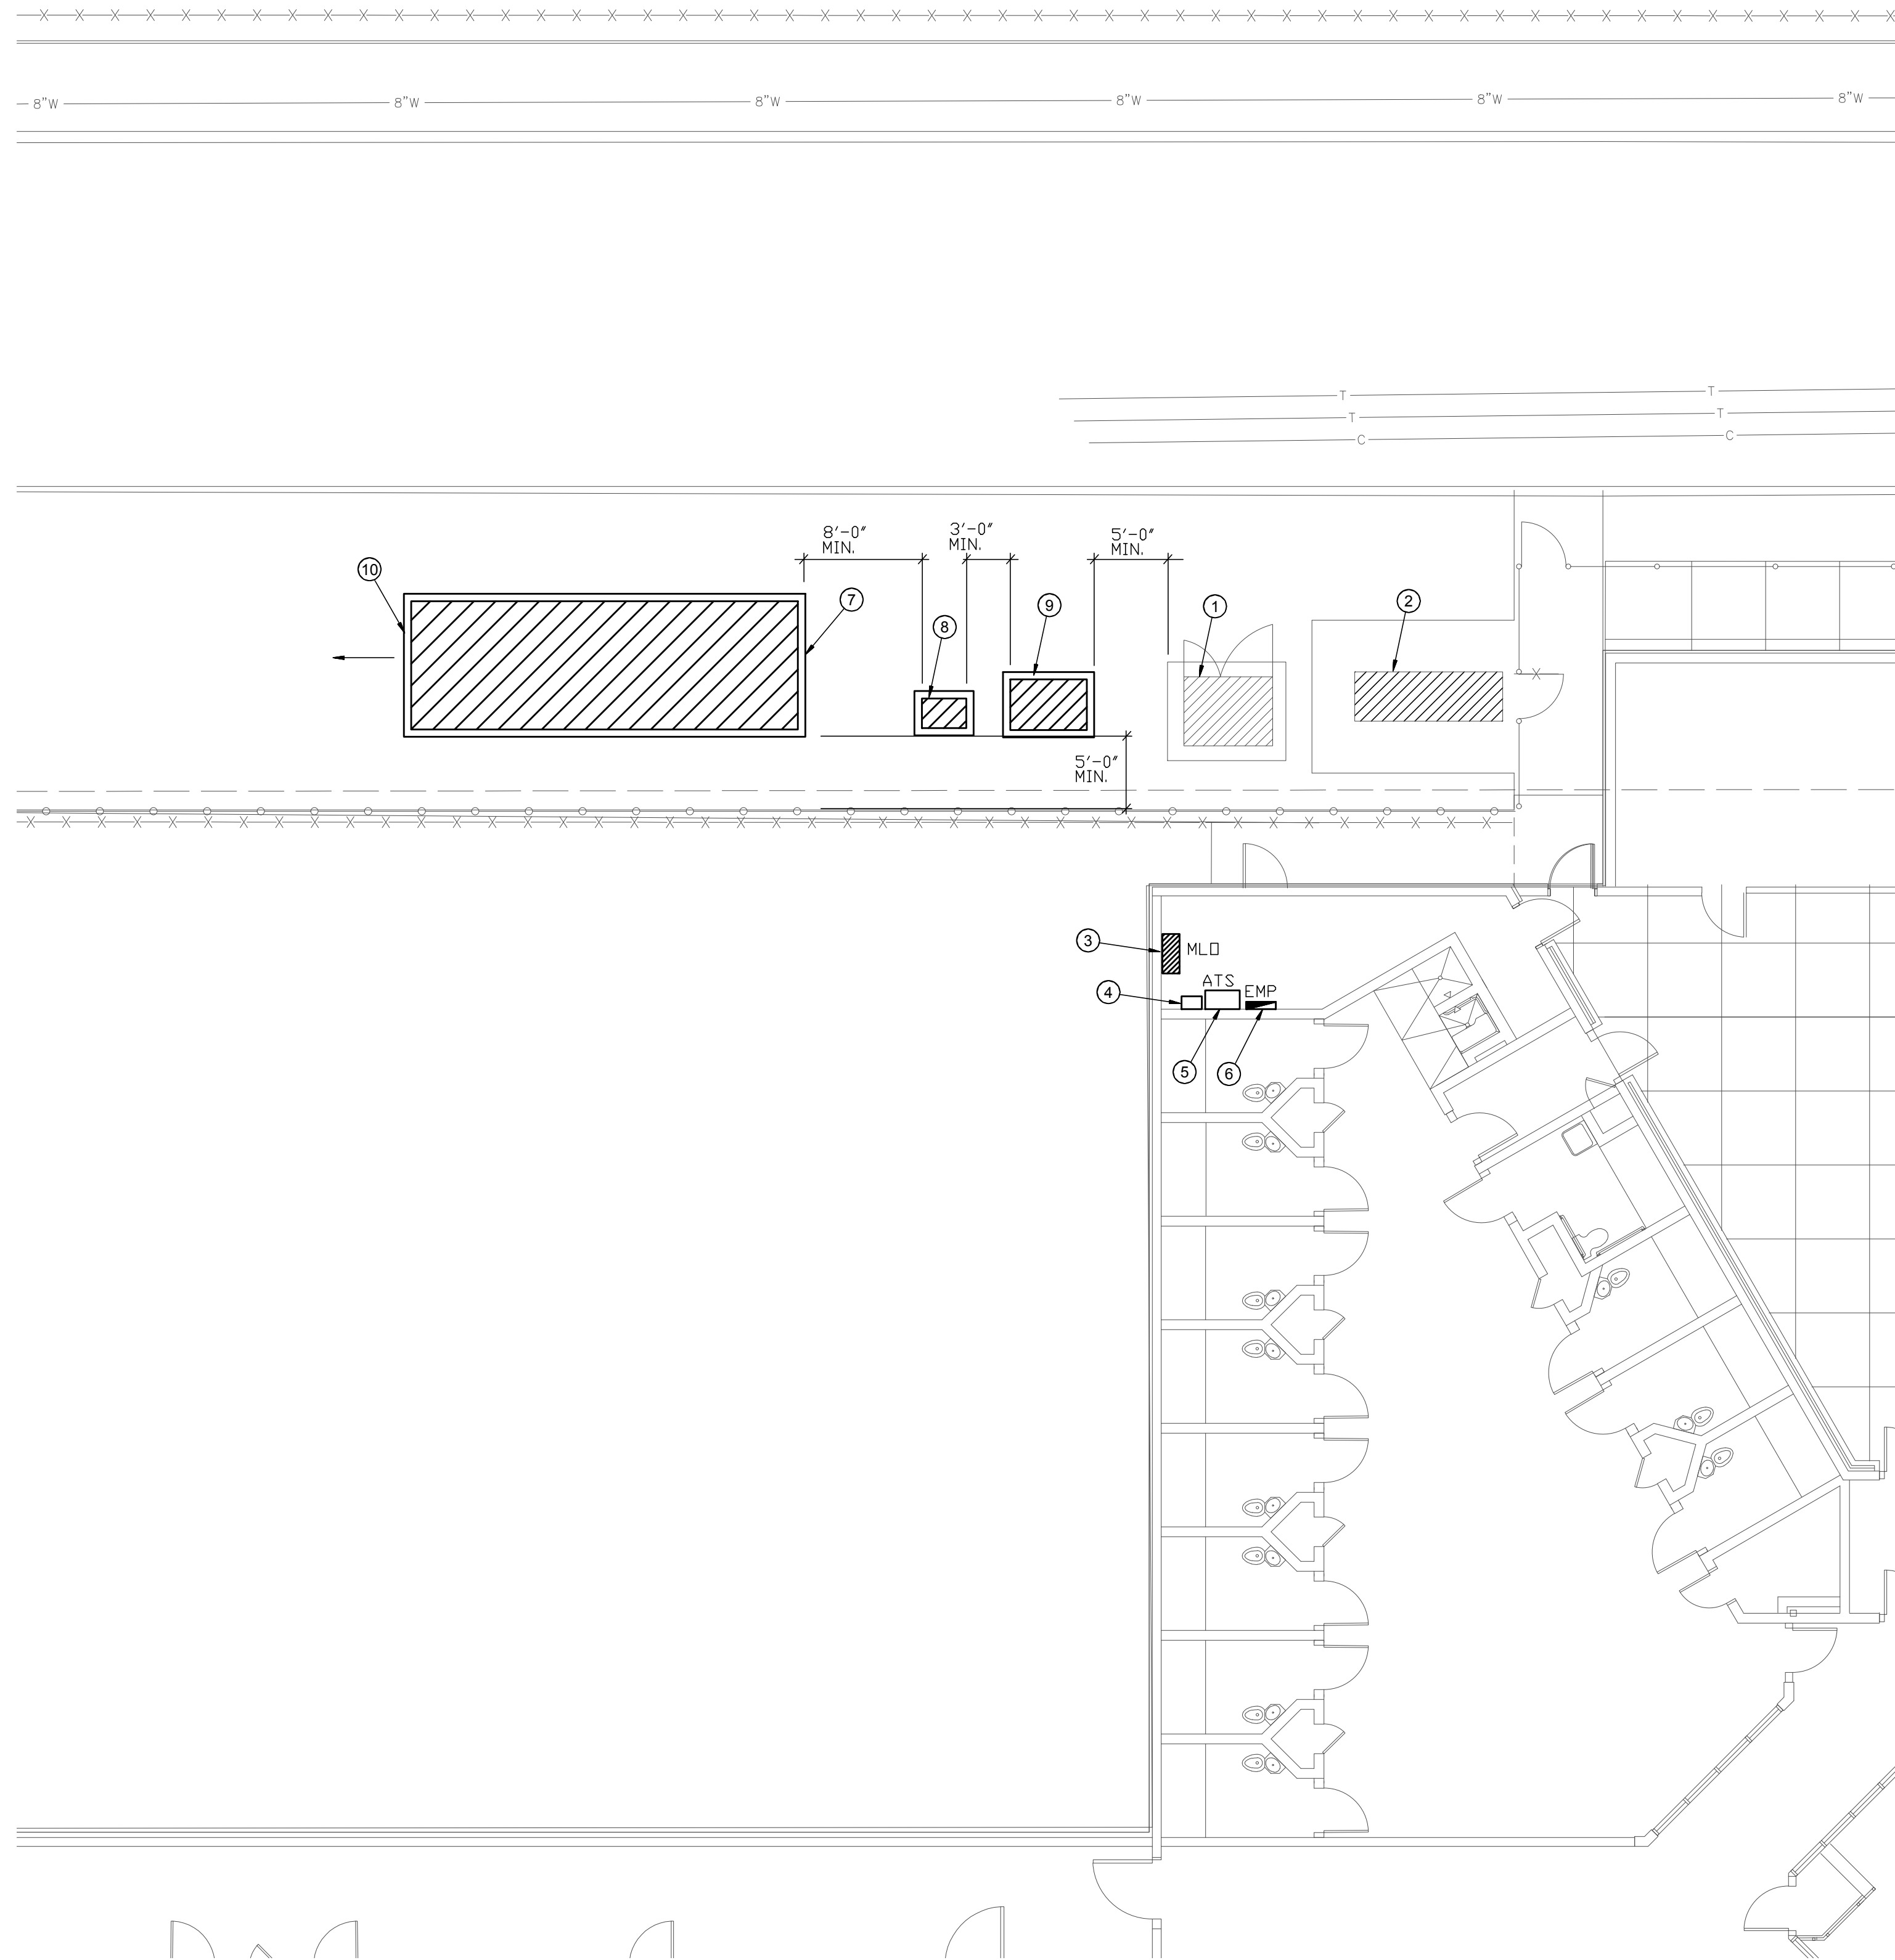 8"W 8"W 8"W 8"W 8"W 8"W
T T
T T
C C
8'-0"
MIN.
3'-0"
MIN.
5'-0"
MIN.
10
7
8
9
1
2
5'-0"
MIN.
3
MLO
4
ATS
EMP
5
6